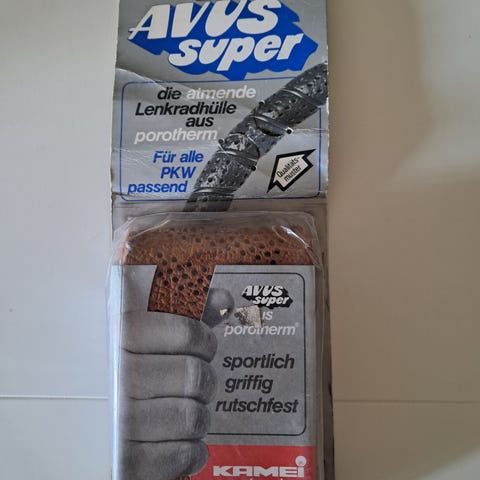 AVUS
super
die atmende
Lenkradhülle
aus
porotherm
Für alle
PKW
passend
Qualitäts-
muster
AVUS
super
porotherm®
sportlich
griffig
rutschfest
KAMEI